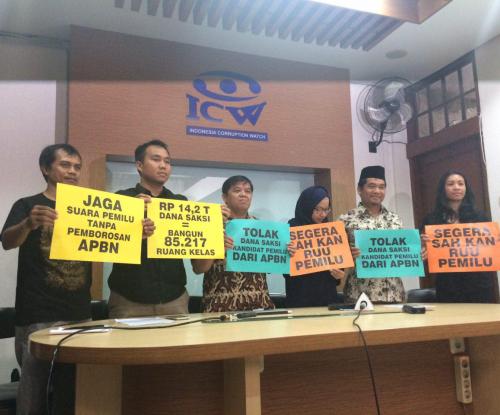 ICW
INDONESIA CORRUPTION WATCH
JAGA
SUARA PEMILU
TANPA
PEMBOROSAN
APBN
RP 14,2 T
DANA SAKSI
=
BANGUN
85.217
RUANG KELAS
TOLAK
DANA SAKSI
KANDIDAT PEMILU
DARI APBN
SEGERA
SAH KAN
RUU
PEMILU
TOLAK
DANA SAKSI
KANDIDAT PEMILU
DARI APBN
SEGERA
SAH KAN
RUU
PEMILU